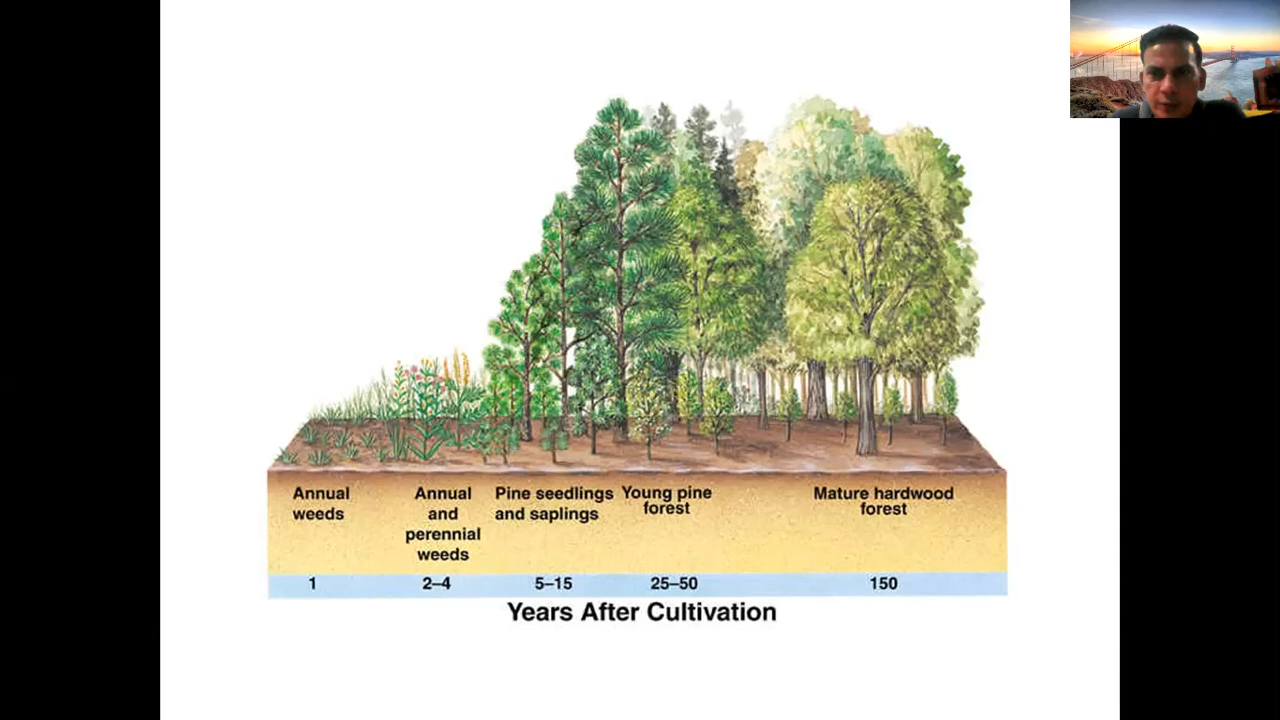 Annual
weeds
Annual
and
perennial
weeds
Pine seedlings
and saplings
Young pine
forest
Mature hardwood
forest
1
2–4
5–15
25–50
150
Years After Cultivation